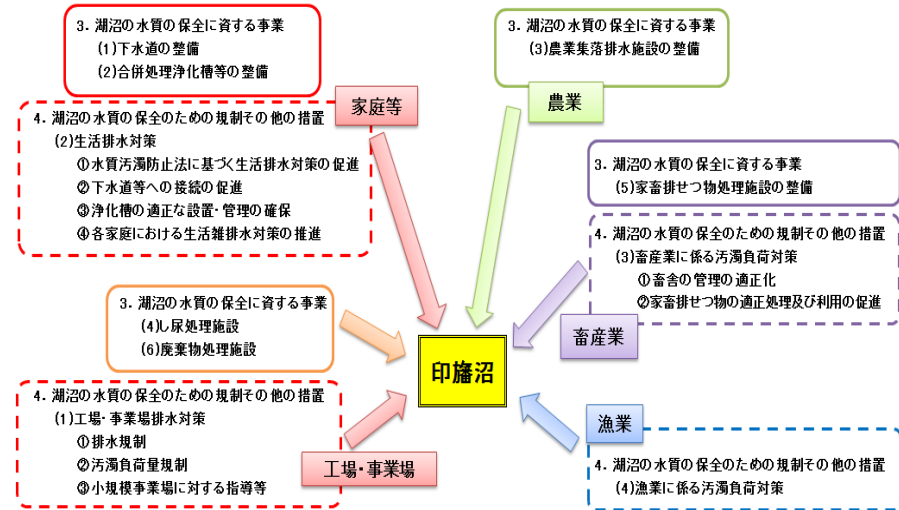 3. 湖沼の水質の保全に資する事業
(1)下水道の整備
(2)合併処理浄化槽等の整備
家庭等
4. 湖沼の水質の保全のための規制その他の措置
(2)生活排水対策
①水質汚濁防止法に基づく生活排水対策の促進
②下水道等への接続の促進
③浄化槽の適正な設置・管理の確保
④各家庭における生活雑排水対策の推進
3. 湖沼の水質の保全に資する事業
(3)農業集落排水施設の整備
農業
3. 湖沼の水質の保全に資する事業
(5)家畜排せつ物処理施設の整備
4. 湖沼の水質の保全のための規制その他の措置
(3)畜産業に係る汚濁負荷対策
①畜舎の管理の適正化
②家畜排せつ物の適正処理及び利用の促進
畜産業
3. 湖沼の水質の保全に資する事業
(4)し尿処理施設
(6)廃棄物処理施設
印旛沼
4. 湖沼の水質の保全のための規制その他の措置
(1)工場・事業場排水対策
①排水規制
②汚濁負荷量規制
③小規模事業場に対する指導等
工場・事業場
漁業
4. 湖沼の水質の保全のための規制その他の措置
(4)漁業に係る汚濁負荷対策